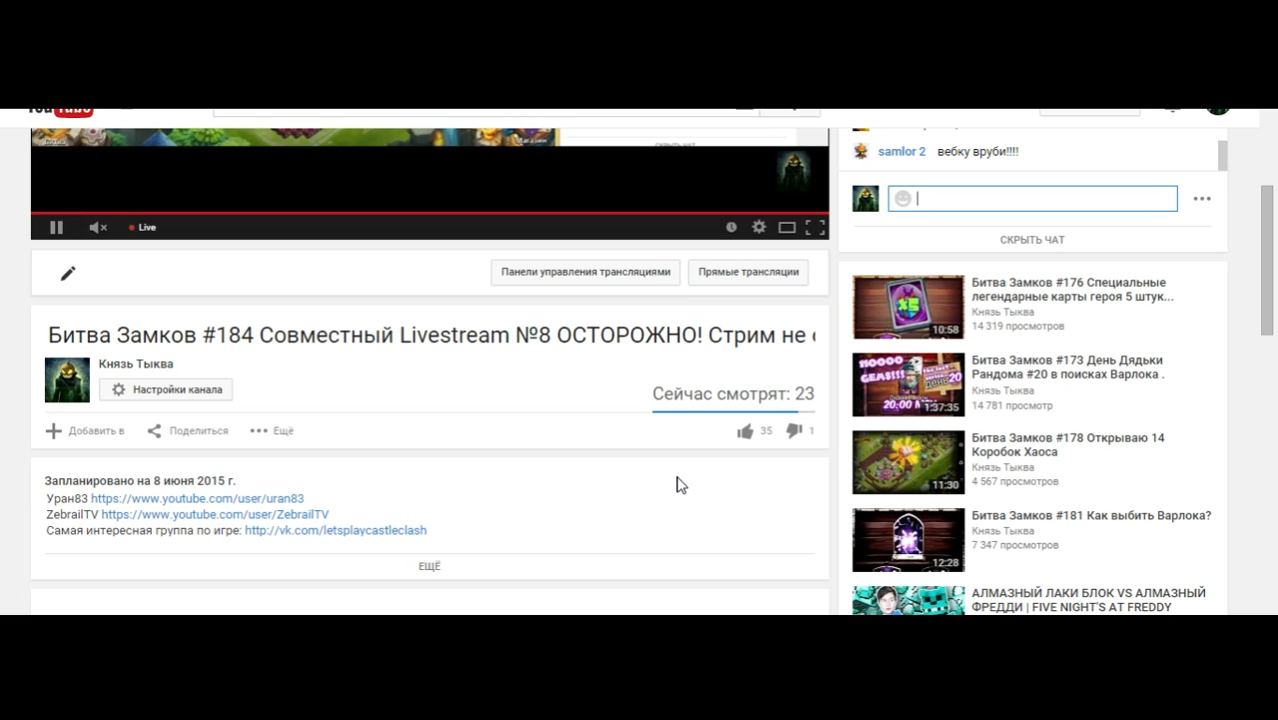 samlor 2 вебку вруби!!!!
СКРЫТЬ ЧАТ
Live
Панели управления трансляциями
Прямые трансляции
Битва Замков #184 Совместный Livestream №8 ОСТОРОЖНО! Стрим не
Князь Тыква
Настройки канала
Сейчас смотрят: 23
Добавить в
Поделиться
Ещё
35
1
Запланировано на 8 июня 2015 г.
Уран83 https://www.youtube.com/user/uran83
ZebrailTV https://www.youtube.com/user/ZebrailTV
Самая интересная группа по игре: http://vk.com/letsplaycastleclash
ЕЩЁ
10:58
Битва Замков #176 Специальные
легендарные карты героя 5 штук...
Князь Тыква
14 319 просмотров
110000
GEMS!!!
1:37:35
Битва Замков #173 День Дядьки
Рандома #20 в поисках Варлока .
Князь Тыква
14 781 просмотр
11:30
Битва Замков #178 Открываю 14
Коробок Хаоса
Князь Тыква
4 567 просмотров
12:28
Битва Замков #181 Как выбить Варлока?
Князь Тыква
7 347 просмотров
АЛМАЗНЫЙ ЛАКИ БЛОК VS АЛМАЗНЫЙ
ФРЕДДИ | FIVE NIGHT'S AT FREDDY